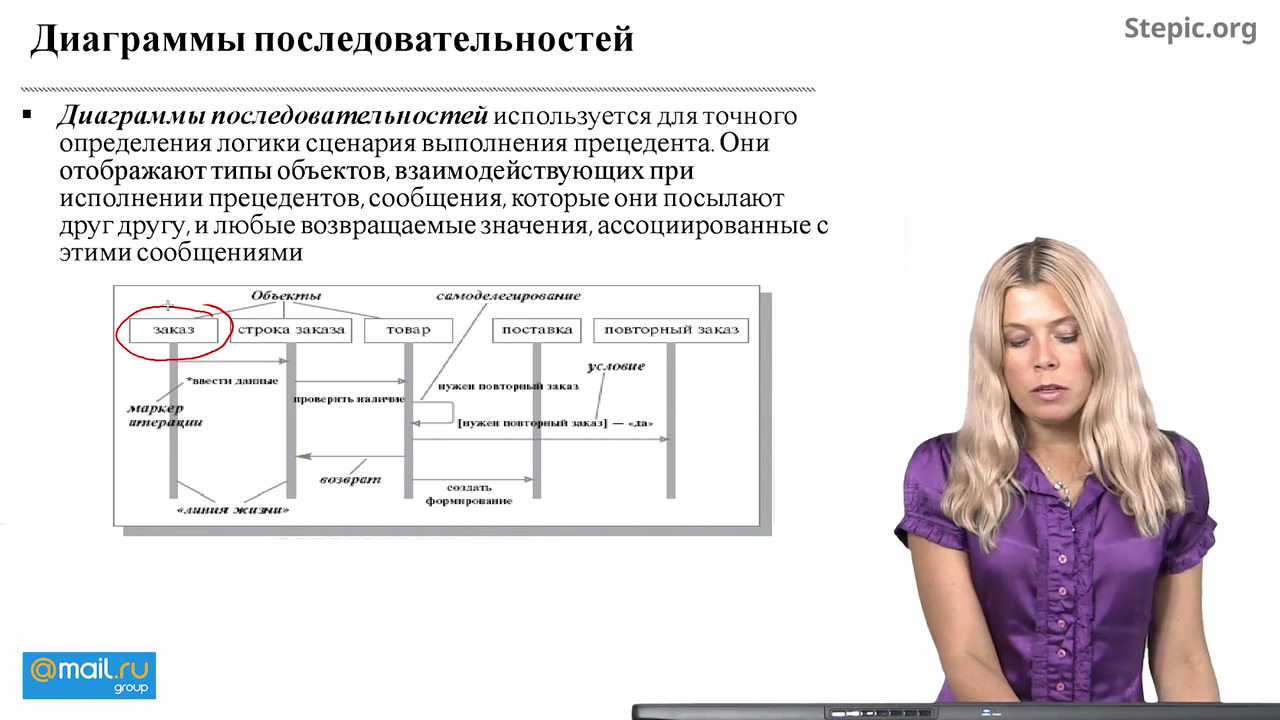 Диаграммы последовательностей
Stepic.org
▪ Диаграммы последовательностей используется для точного
определения логики сценария выполнения прецедента. Они
отображают типы объектов, взаимодействующих при
исполнении прецедентов, сообщения, которые они посылают
друг другу, и любые возвращаемые значения, ассоциированные с
этими сообщениями
Объекты
самоделегирование
заказ
строка заказа
товар
поставка
повторный заказ
условие
*ввести данные
нужен повторный заказ
проверить наличие
маркер
итерации
[нужен повторный заказ] — «да»
возврат
создать
формирование
«линия жизни»
@mail.ru
group